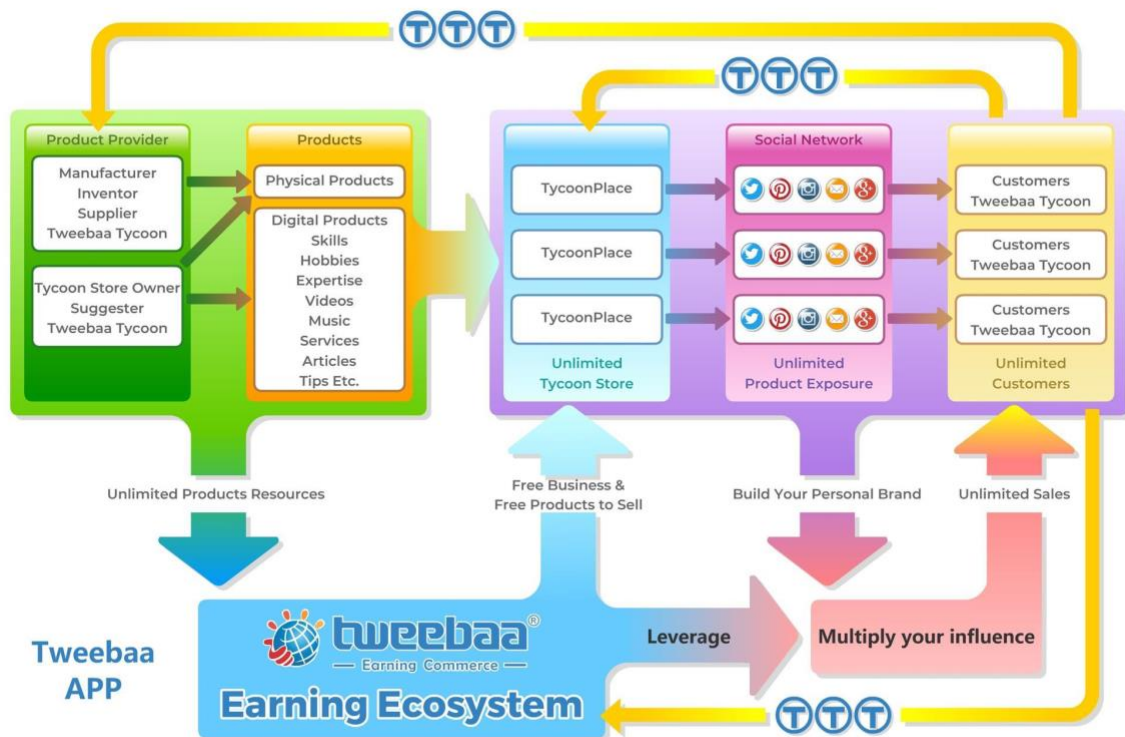 T T T
T T T
Product Provider
Manufacturer
Inventor
Supplier
Tweebaa Tycoon
Tycoon Store Owner
Suggester
Tweebaa Tycoon
Products
Physical Products
Digital Products
Skills
Hobbies
Expertise
Videos
Music
Services
Articles
Tips Etc.
TycoonPlace
TycoonPlace
TycoonPlace
Unlimited
Tycoon Store
Social Network
Unlimited
Product Exposure
Customers
Tweebaa Tycoon
Customers
Tweebaa Tycoon
Customers
Tweebaa Tycoon
Unlimited
Customers
Unlimited Products Resources
Free Business &
Free Products to Sell
Build Your Personal Brand
Unlimited Sales
Tweebaa
APP
tweebaa®
Earning Commerce
Earning Ecosystem
Leverage
Multiply your influence
T T T